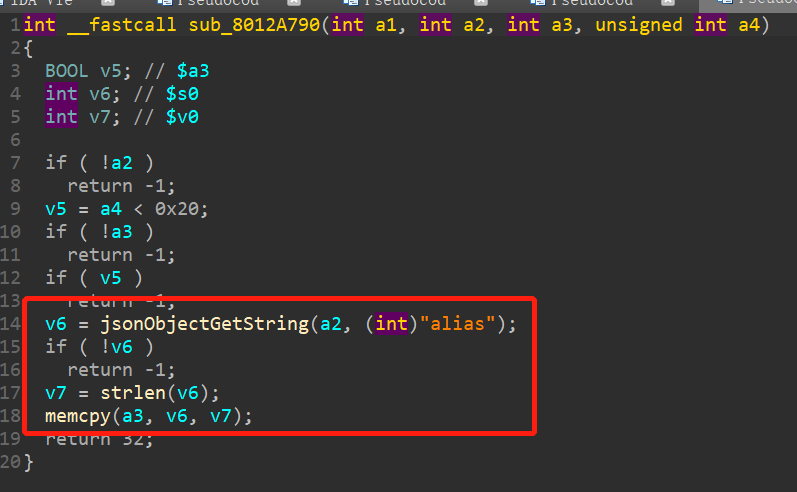 IDA Vie Pseudocod Pseudocod Pseudocod Pseudocod
1 int __fastcall sub_8012A790(int a1, int a2, int a3, unsigned int a4)
2 {
3 BOOL v5; // $a3
4 int v6; // $s0
5 int v7; // $v0
6
7 if ( !a2 )
8 return -1;
9 v5 = a4 < 0x20;
10 if ( !a3 )
11 return -1;
12 if ( v5 )
13 return -1;
14 v6 = jsonObjectGetString(a2, (int)"alias");
15 if ( !v6 )
16 return -1;
17 v7 = strlen(v6);
18 memcpy(a3, v6, v7);
19 return 32;
20 }